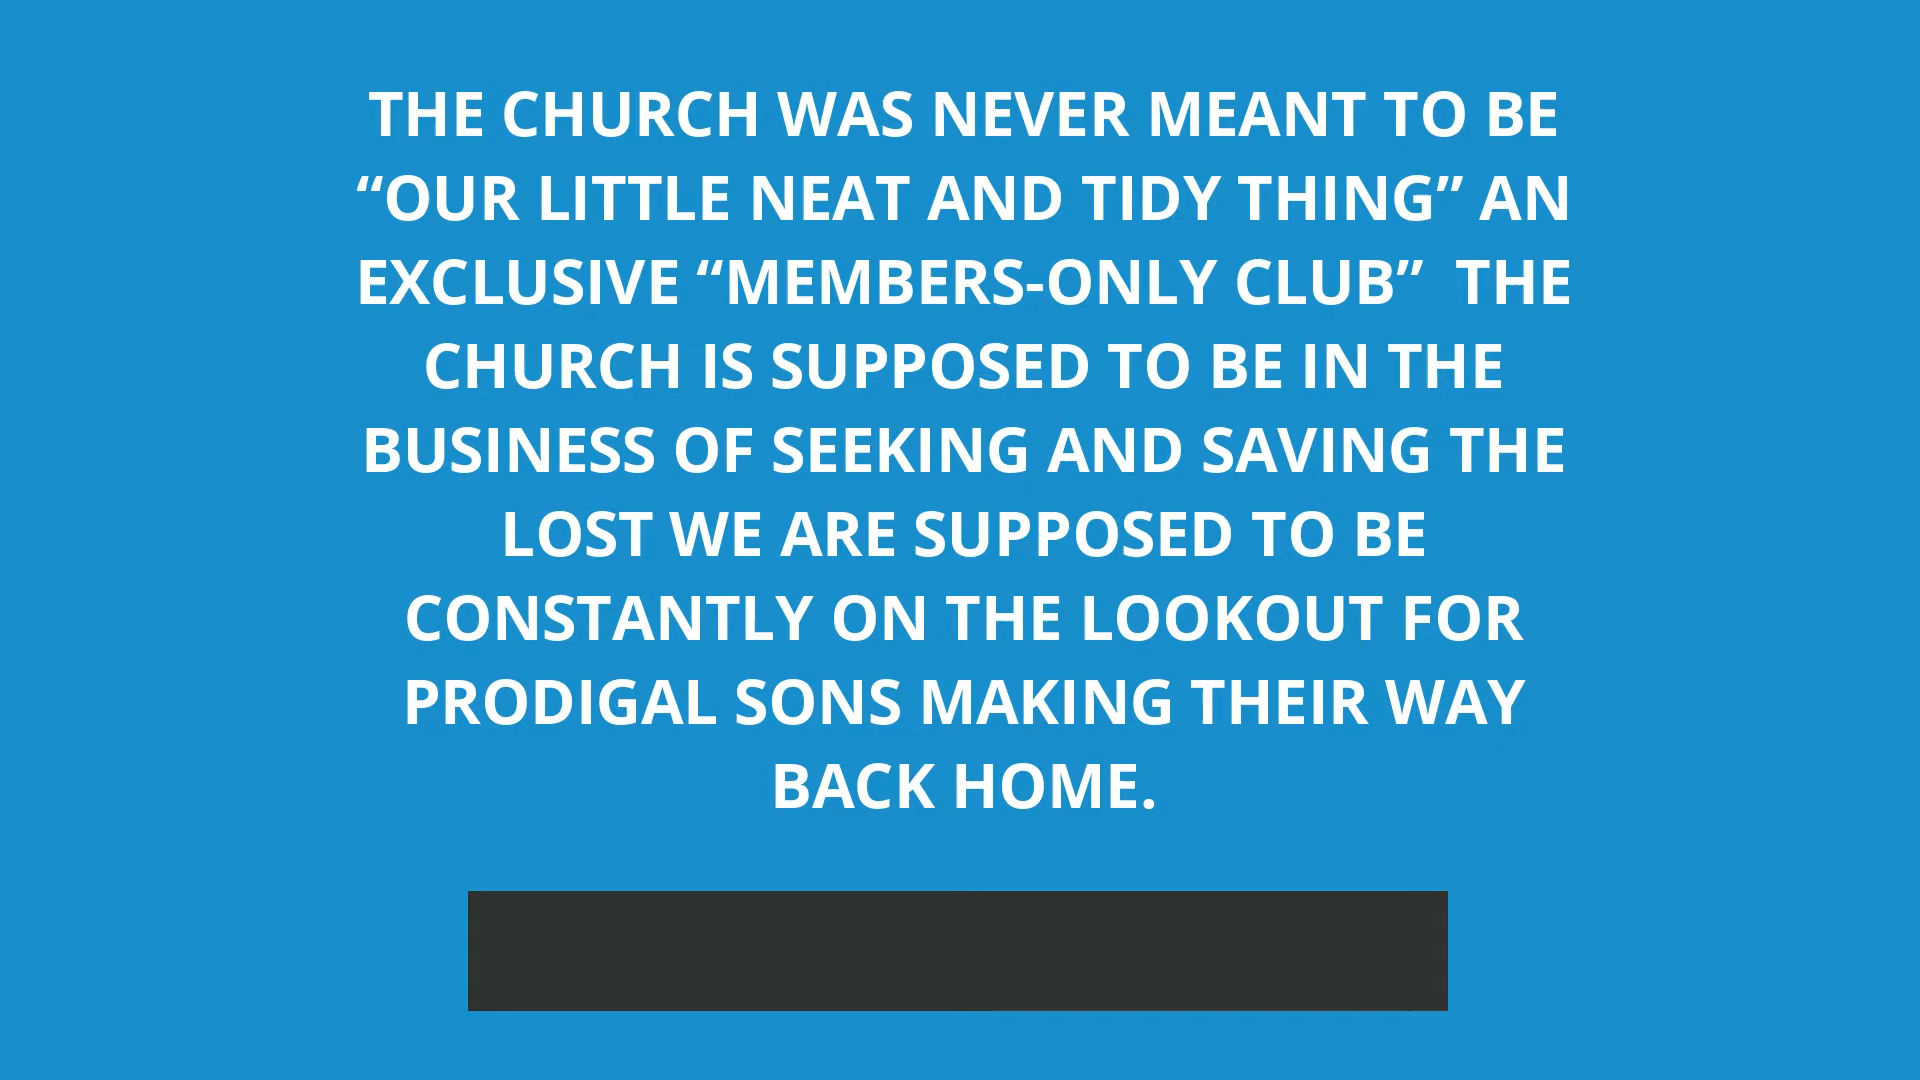 THE CHURCH WAS NEVER MEANT TO BE
“OUR LITTLE NEAT AND TIDY THING” AN
EXCLUSIVE “MEMBERS-ONLY CLUB”  THE
CHURCH IS SUPPOSED TO BE IN THE
BUSINESS OF SEEKING AND SAVING THE
LOST WE ARE SUPPOSED TO BE
CONSTANTLY ON THE LOOKOUT FOR
PRODIGAL SONS MAKING THEIR WAY
BACK HOME.